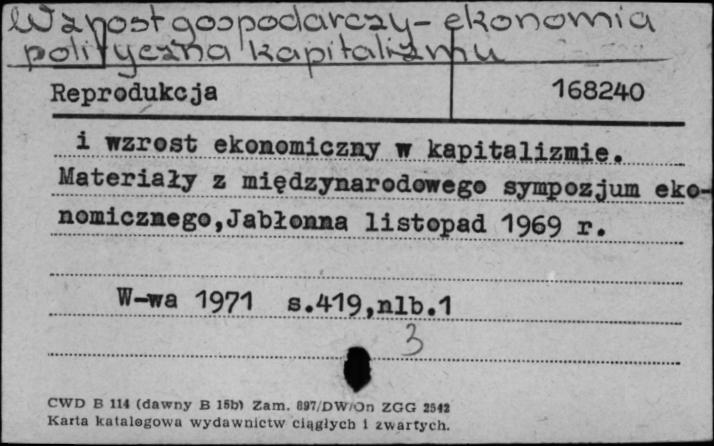 Wzrost gospodarczy - ekonomia
polityczna kapitalizmu
Reprodukcja 168240
i wzrost ekonomiczny w kapitalizmie.
Materiały z międzynarodowego sympozjum eko-
nomicznego,Jabłonna listopad 1969 r.
W-wa 1971 s.419,nlb.1
3
CWD B 114 (dawny B 15b) Zam. 897/DW/On ZGG 2542
Karta katalogowa wydawnictw ciągłych i zwartych.